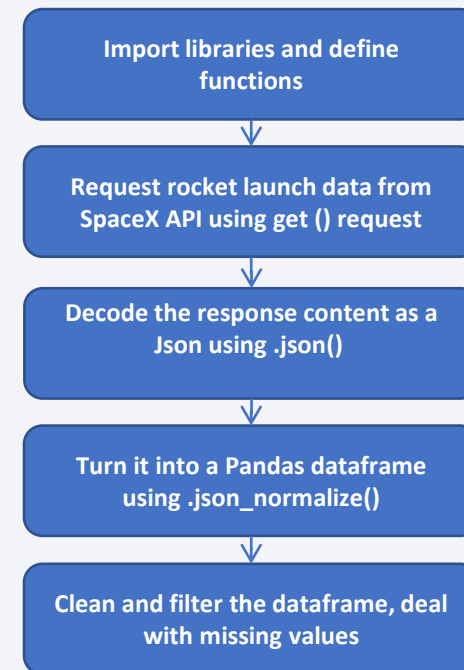 Import libraries and define
functions
Request rocket launch data from
SpaceX API using get () request
Decode the response content as a
Json using .json()
Turn it into a Pandas dataframe
using .json_normalize()
Clean and filter the dataframe, deal
with missing values